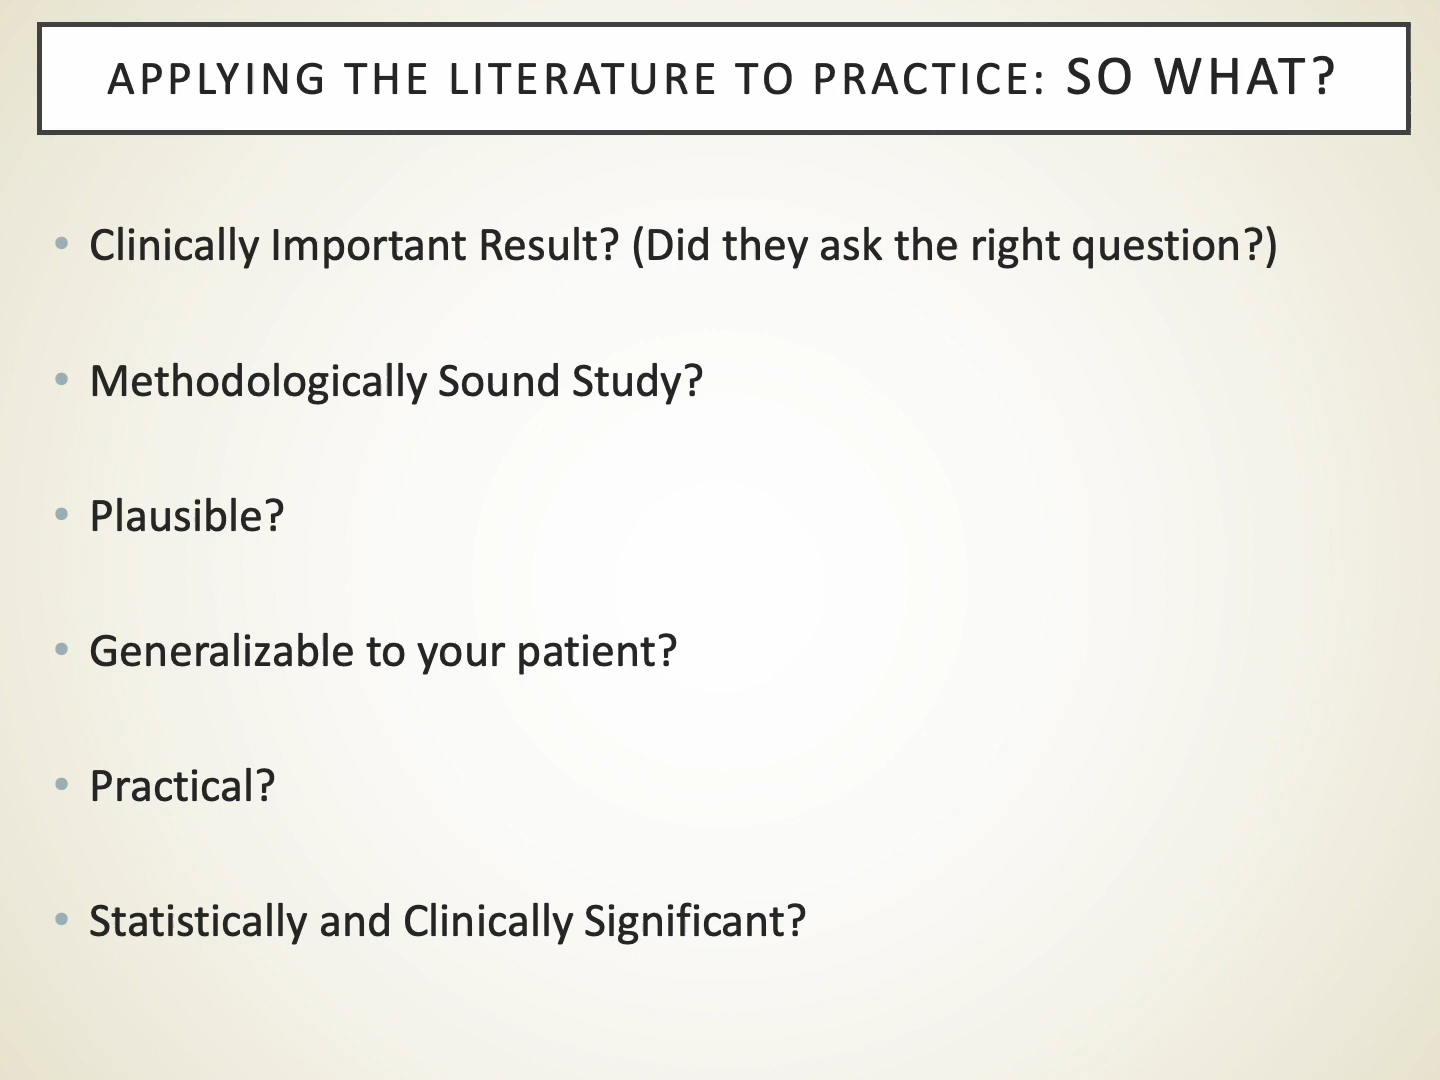 APPLYING THE LITERATURE TO PRACTICE: SO WHAT?
• Clinically Important Result? (Did they ask the right question?)
• Methodologically Sound Study?
• Plausible?
• Generalizable to your patient?
• Practical?
• Statistically and Clinically Significant?